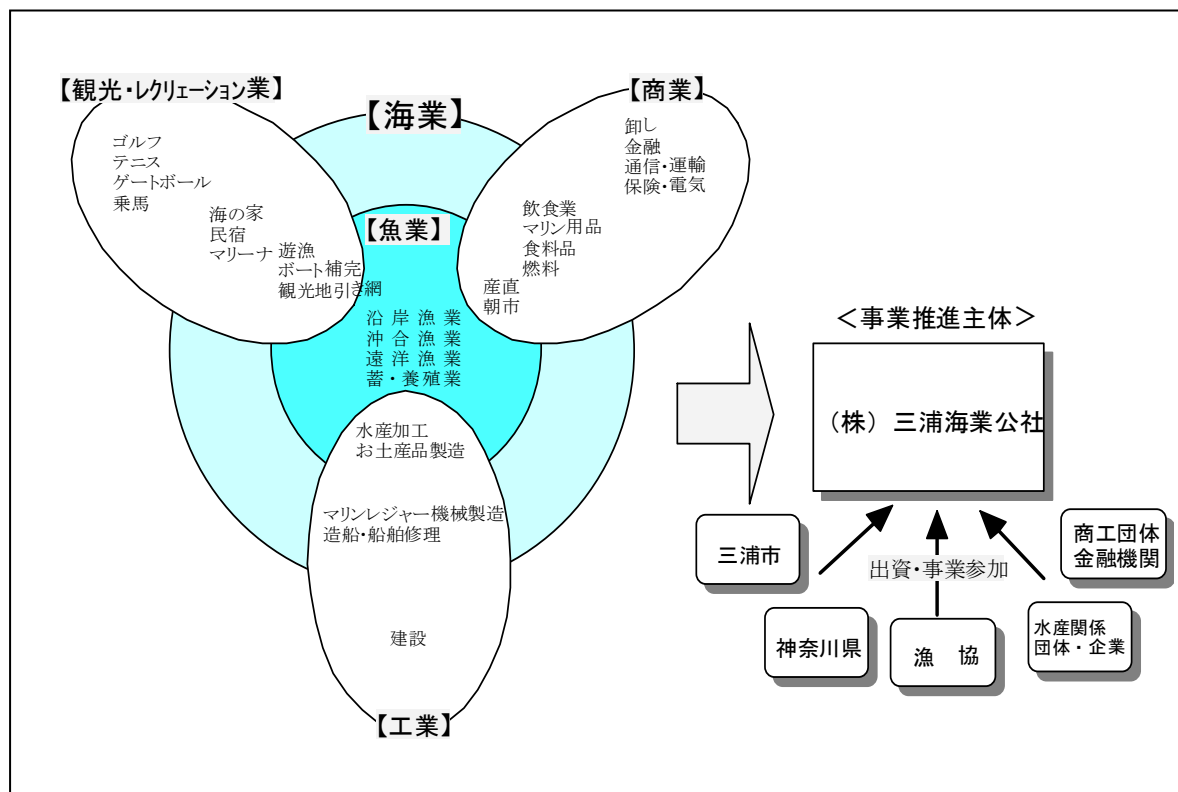 【観光・レクリェーション業】
ゴルフ
テニス
ゲートボール
乗馬
海の家
民宿
マリーナ
遊漁
ボート補完
観光地引き網
【海業】
【魚業】
沿岸漁業
沖合漁業
遠洋漁業
蓄・養殖業
【商業】
卸し
金融
通信・運輸
保険・電気
飲食業
マリン用品
食料品
燃料
産直
朝市
水産加工
お土産品製造
マリンレジャー機械製造
造船・船舶修理
建設
【工業】
＜事業推進主体＞
（株）三浦海業公社
三浦市
出資・事業参加
商工団体
金融機関
神奈川県
漁　協
水産関係
団体・企業